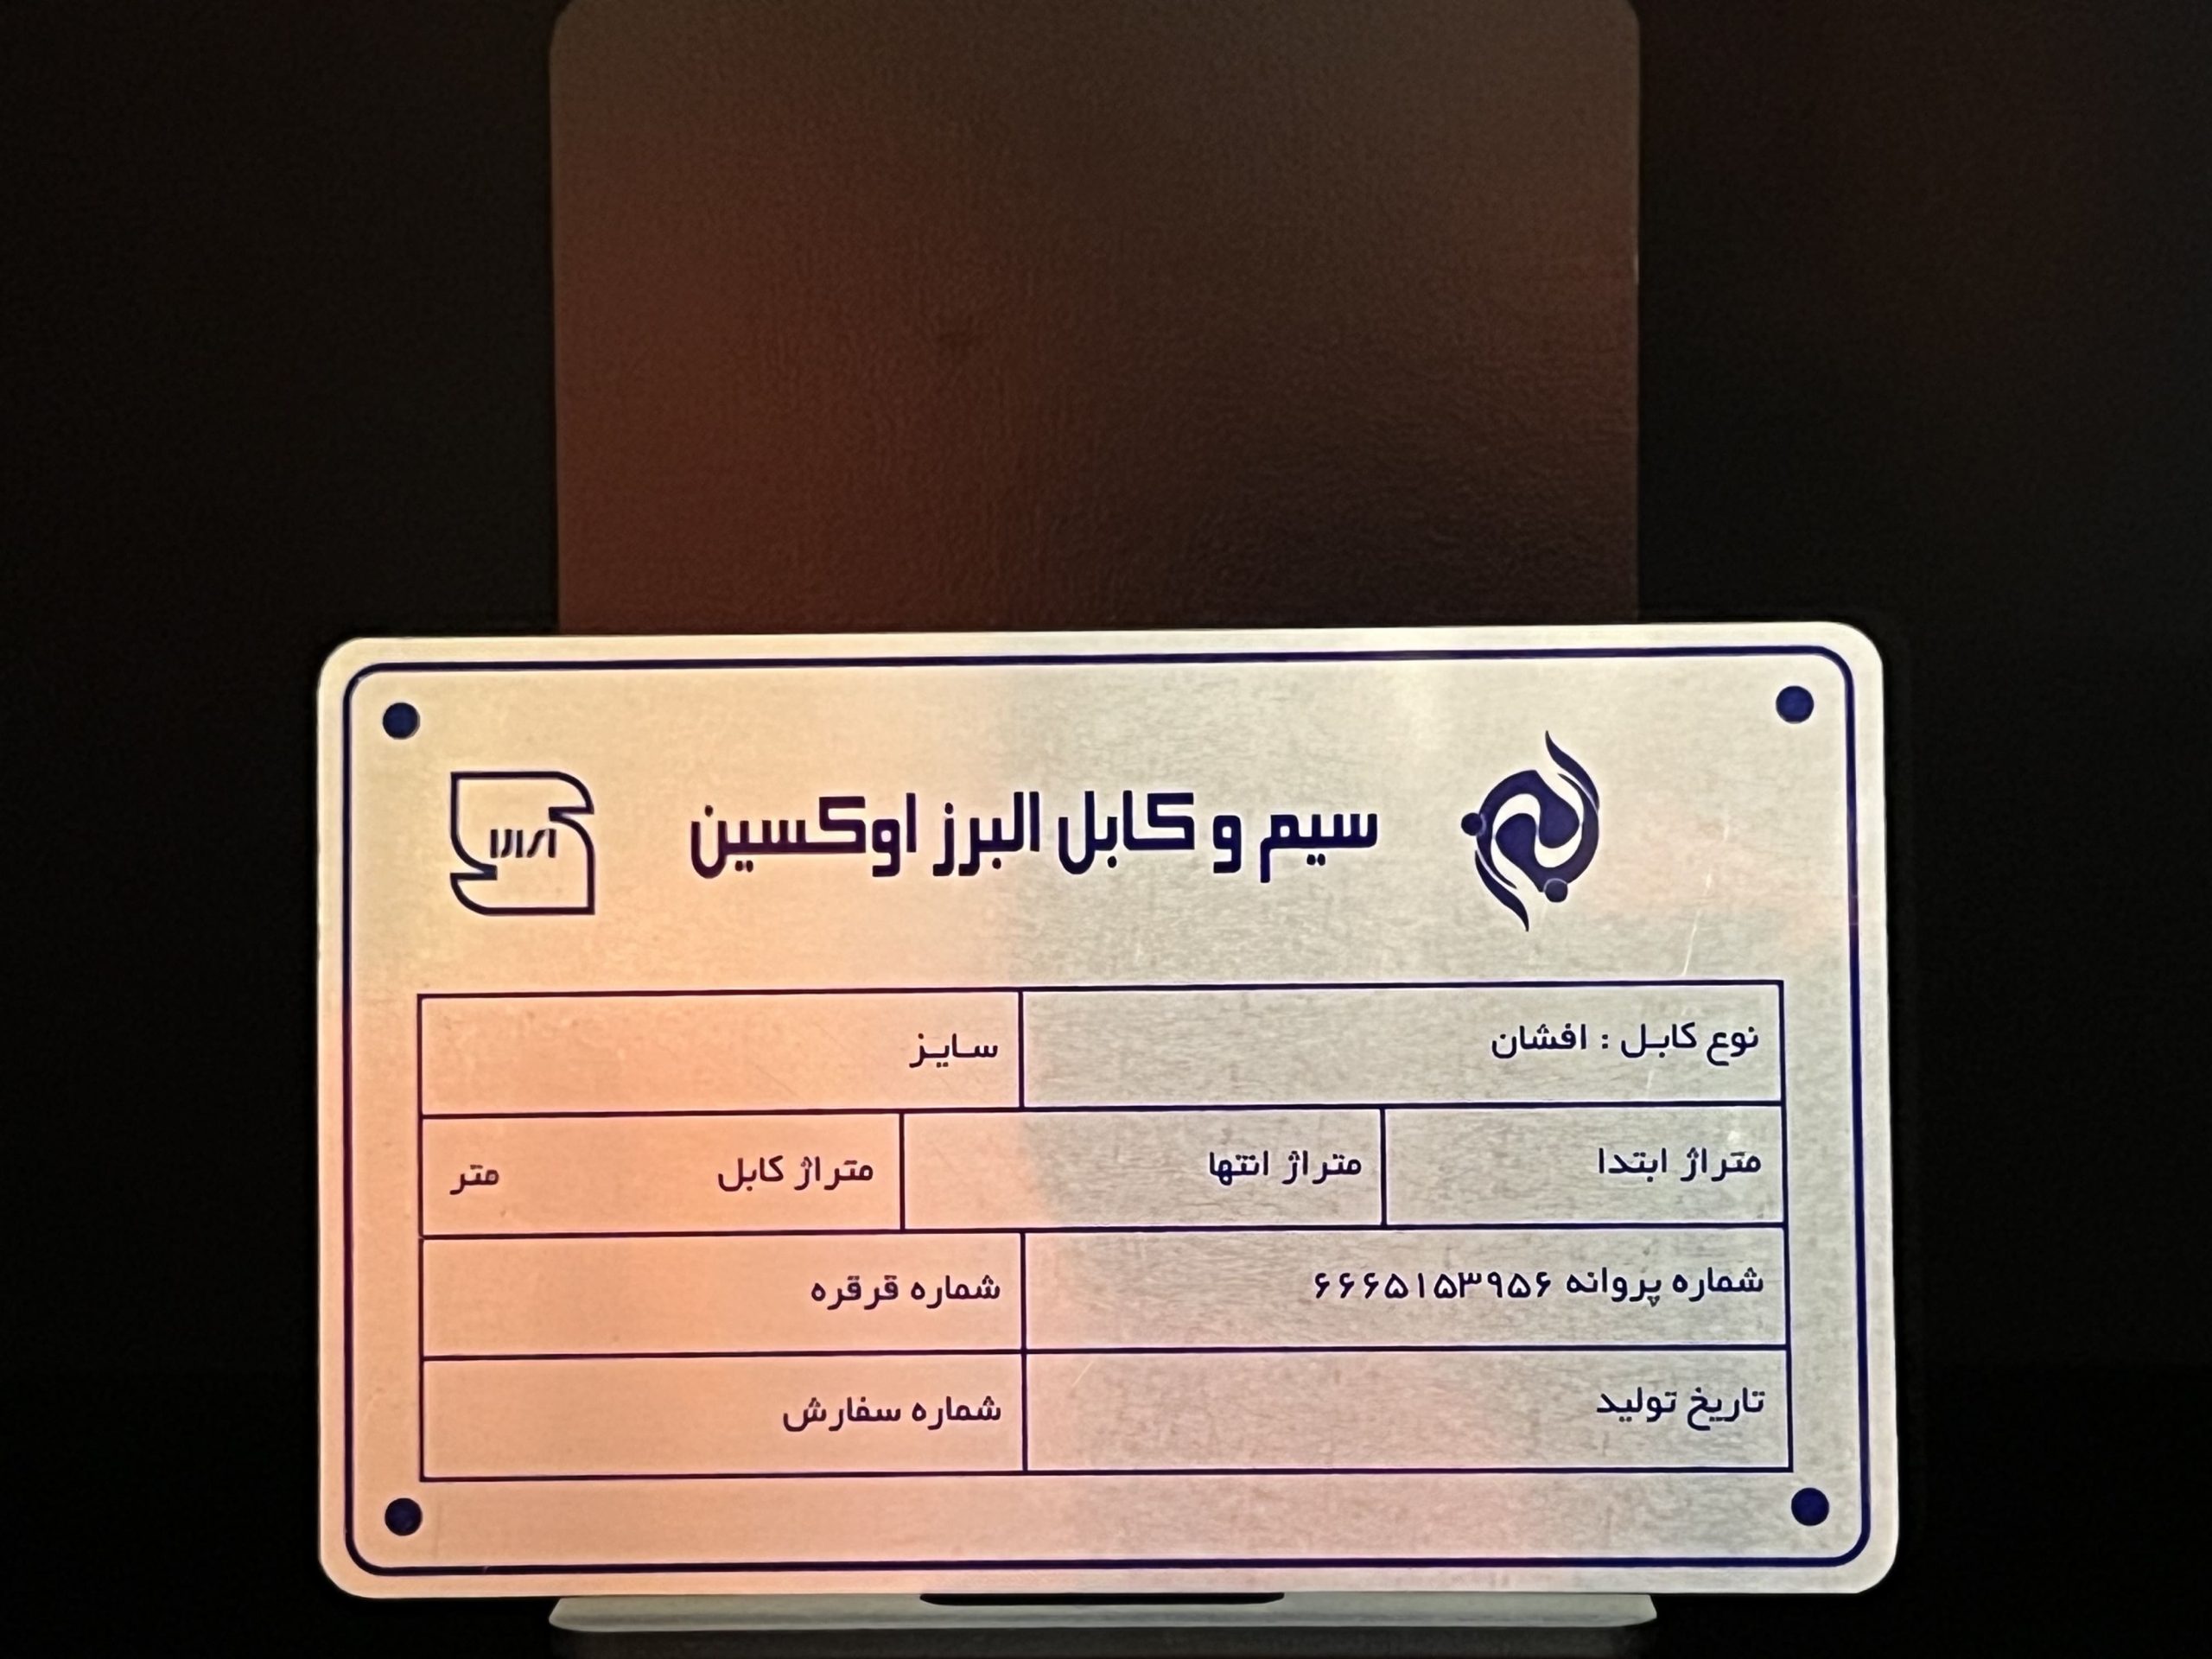 سیم و کابل البرز اوکسین
نوع کابل : افشان
سایز
متراژ ابتدا
متراژ انتها
متراژ کابل
متر
شماره پروانه ۶۶۶۵۱۵۳۹۵۶
شماره قرقره
تاریخ تولید
شماره سفارش